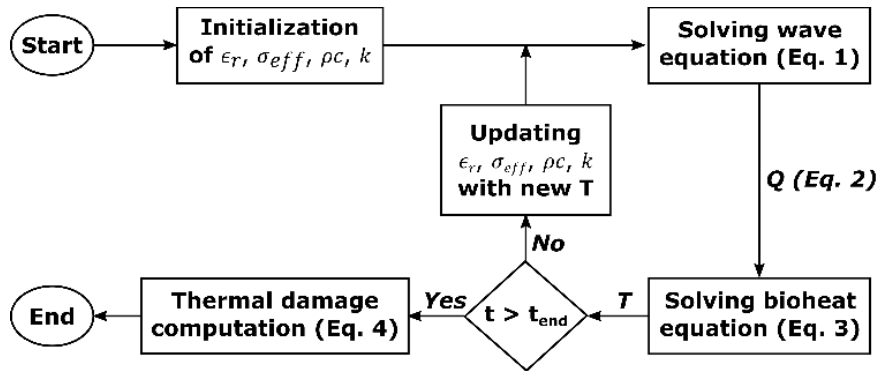 Start
Initialization
of ϵr, σeff, ρc, k
Solving wave
equation (Eq. 1)
Updating
ϵr, σeff, ρc, k
with new T
Q (Eq. 2)
No
End
Thermal damage
computation (Eq. 4)
Yes
t > tend
T
Solving bioheat
equation (Eq. 3)